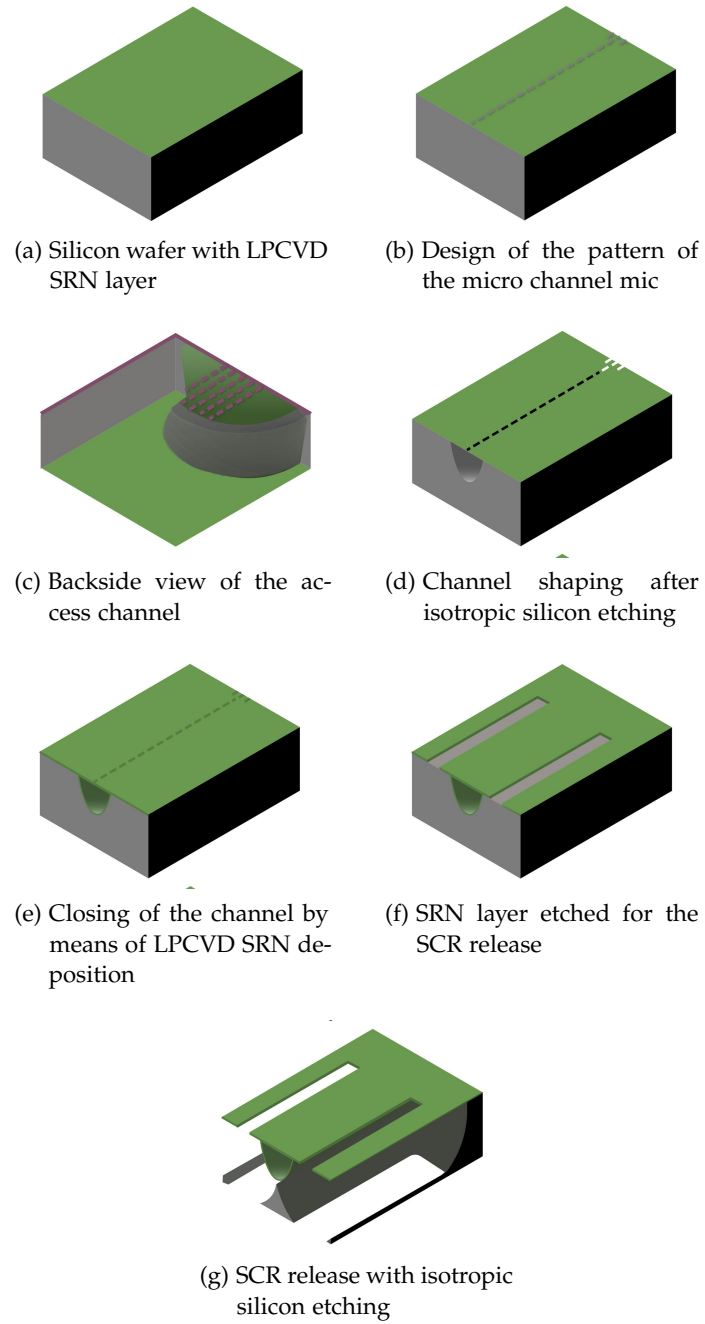 (a) Silicon wafer with LPCVD
SRN layer
(b) Design of the pattern of
the micro channel mic
(c) Backside view of the ac-
cess channel
(d) Channel shaping after
isotropic silicon etching
(e) Closing of the channel by
means of LPCVD SRN de-
position
(f) SRN layer etched for the
SCR release
(g) SCR release with isotropic
silicon etching